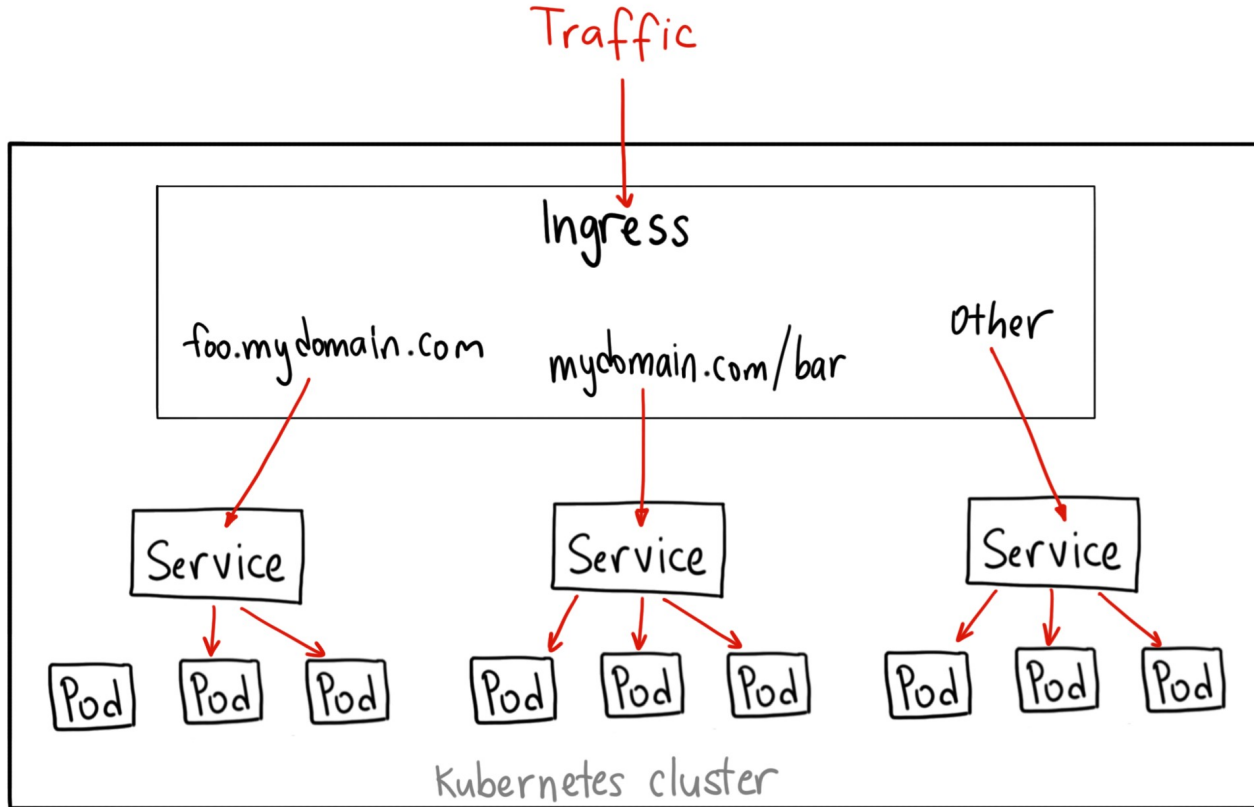 Traffic
Ingress
foo.mydomain.com
mydomain.com/bar
Other
Service
Service
Service
Pod
Pod
Pod
Pod
Pod
Pod
Pod
Pod
Pod
Kubernetes cluster